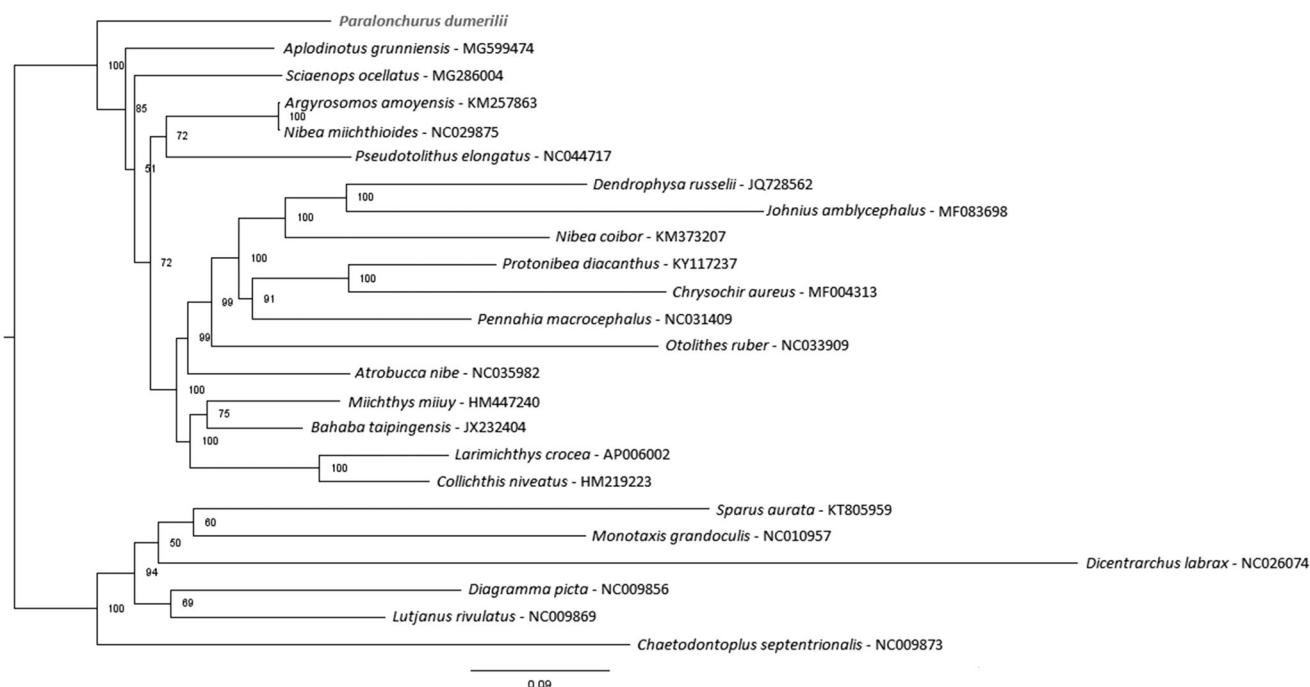 Paralonchurus dumerilii
Aplodinotus grunniensis - MG599474
100
Sciaenops ocellatus - MG286004
85
Argyrosomos amoyensis - KM257863
100
Nibea miichthioides - NC029875
72
Pseudotolithus elongatus - NC044717
51
Dendrophysa russelii - JQ728562
100
Johnius amblycephalus - MF083698
100
Nibea coibor - KM373207
100
72
Protonibea diacanthus - KY117237
100
Chrysochir aureus - MF004313
99
91
Pennahia macrocephalus - NC031409
99
Otolithes ruber - NC033909
Atrobucca nibe - NC035982
100
Miichthys miiuy - HM447240
75
Bahaba taipingensis - JX232404
100
Larimichthys crocea - AP006002
100
Collichthis niveatus - HM219223
Sparus aurata - KT805959
60
Monotaxis grandoculis - NC010957
50
Dicentrarchus labrax - NC026074
94
Diagramma picta - NC009856
69
100
Lutjanus rivulatus - NC009869
Chaetodontoplus septentrionalis - NC009873
0.09